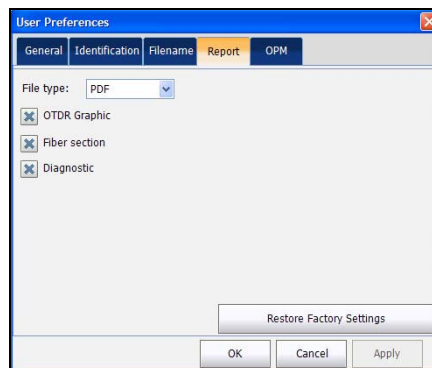 User Preferences
General Identification Filename Report OPM
File type: PDF
OTDR Graphic
Fiber section
Diagnostic
Restore Factory Settings
OK Cancel Apply